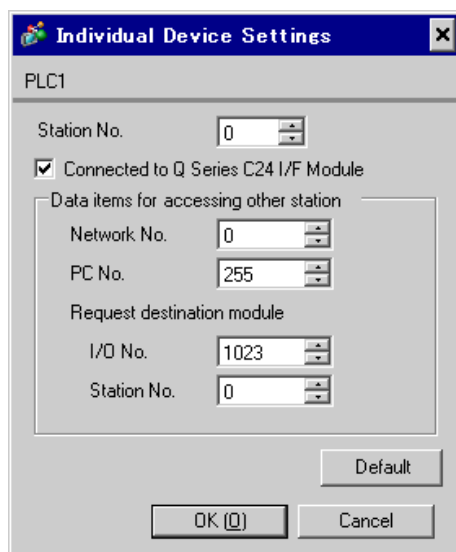 Individual Device Settings
PLC1
Station No. 0
Connected to Q Series C24 I/F Module
Data items for accessing other station
Network No. 0
PC No. 255
Request destination module
I/O No. 1023
Station No. 0
Default
OK (O) Cancel